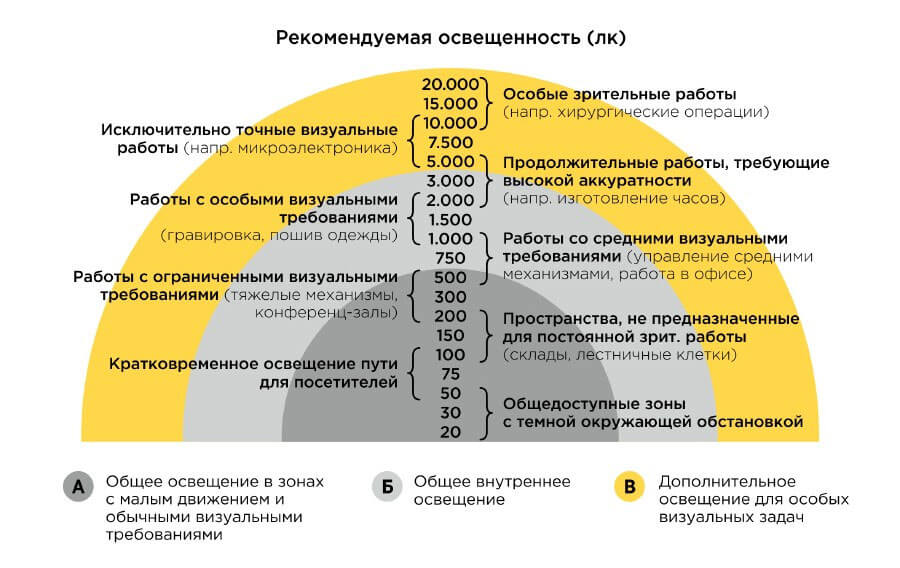 Рекомендуемая освещенность (лк)
20.000
15.000
10.000
7.500
5.000
3.000
2.000
1.500
1.000
750
500
300
200
150
100
75
50
30
20
Особые зрительные работы
(напр. хирургические операции)
Исключительно точные визуальные
работы (напр. микроэлектроника)
Продолжительные работы, требующие
высокой аккуратности
(напр. изготовление часов)
Работы с особыми визуальными
требованиями
(гравировка, пошив одежды)
Работы со средними визуальными
требованиями (управление средними
механизмами, работа в офисе)
Работы с ограниченными визуальными
требованиями (тяжелые механизмы,
конференц-залы)
Пространства, не предназначенные
для постоянной зрит. работы
(склады, лестничные клетки)
Кратковременное освещение пути
для посетителей
Общедоступные зоны
с темной окружающей обстановкой
А
Общее освещение в зонах
с малым движением и
обычными визуальными
требованиями
Б
Общее внутреннее
освещение
В
Дополнительное
освещение для особых
визуальных задач